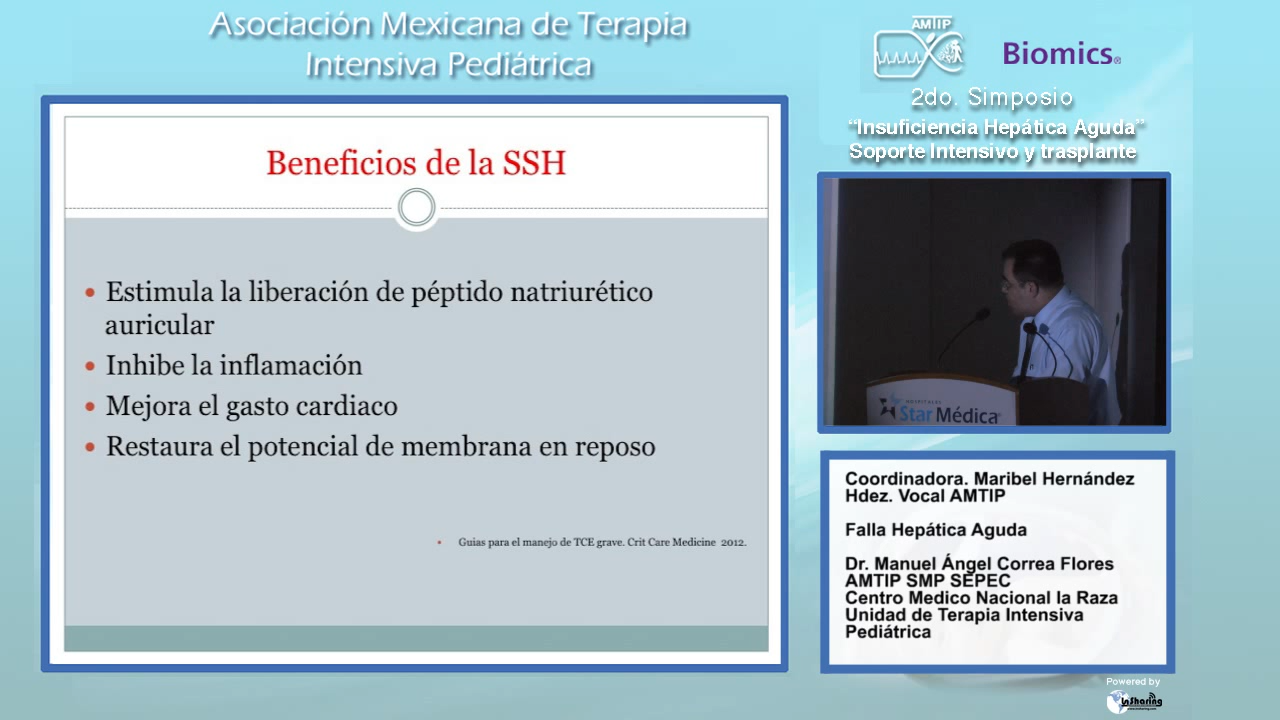 Asociación Mexicana de Terapia
Intensiva Pediátrica
Beneficios de la SSH
• Estimula la liberación de péptido natriurético
auricular
• Inhibe la inflamación
• Mejora el gasto cardiaco
• Restaura el potencial de membrana en reposo
• Guias para el manejo de TCE grave. Crit Care Medicine 2012.
AMTIP
Biomics®
2do. Simposio
“Insuficiencia Hepática Aguda”
Soporte Intensivo y trasplante
HOSPITALES
Star Médica
Coordinadora. Maribel Hernández
Hdez. Vocal AMTIP
Falla Hepática Aguda
Dr. Manuel Ángel Correa Flores
AMTIP SMP SEPEC
Centro Medico Nacional la Raza
Unidad de Terapia Intensiva
Pediátrica
Powered by
InSharing